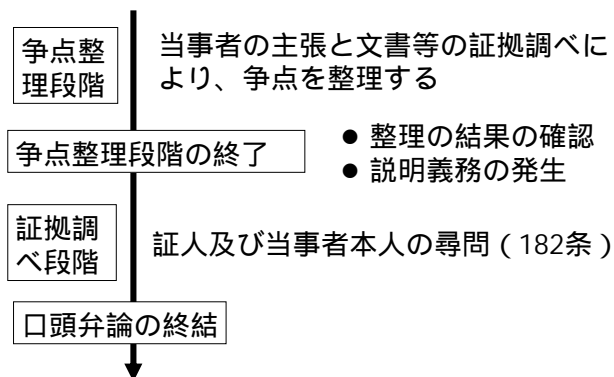 争点整
理段階
当事者の主張と文書等の証拠調べに
より、争点を整理する
争点整理段階の終了
● 整理の結果の確認
● 説明義務の発生
証拠調
べ段階
証人及び当事者本人の尋問（182条）
口頭弁論の終結